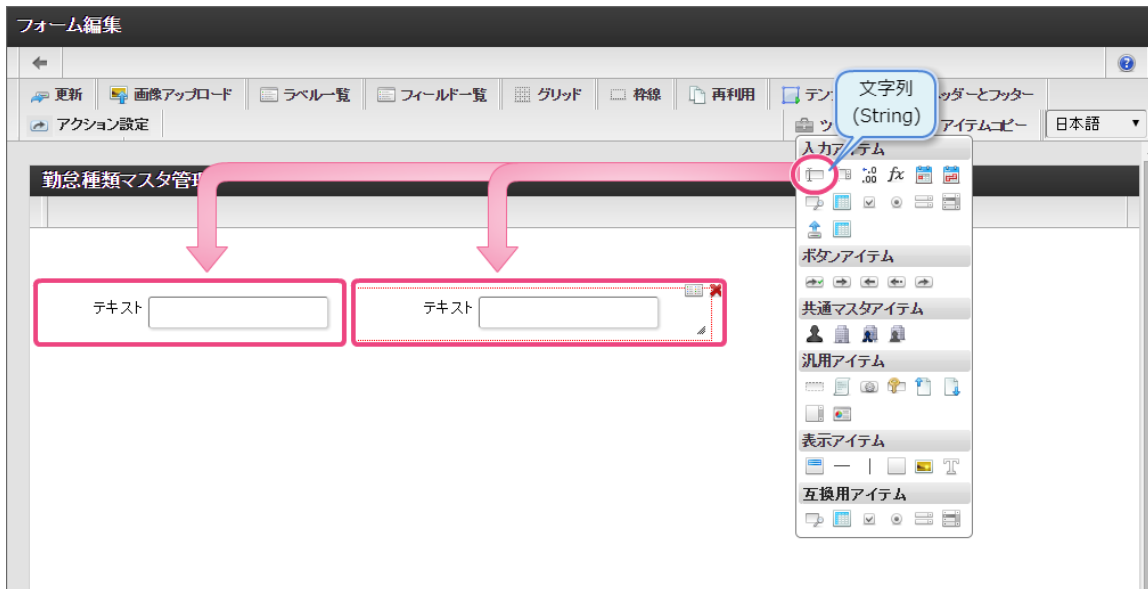 フォーム編集
更新 画像アップロード ラベル一覧 フィールド一覧 グリッド 枠線 再利用 テン ッダーとフッター
アクション設定 ツ アイテムコピー 日本語
文字列
(String)
入力アイテム
勤怠種類マスタ管理
fx
ボタンアイテム
共通マスタアイテム
テキスト テキスト
汎用アイテム
表示アイテム
互換用アイテム